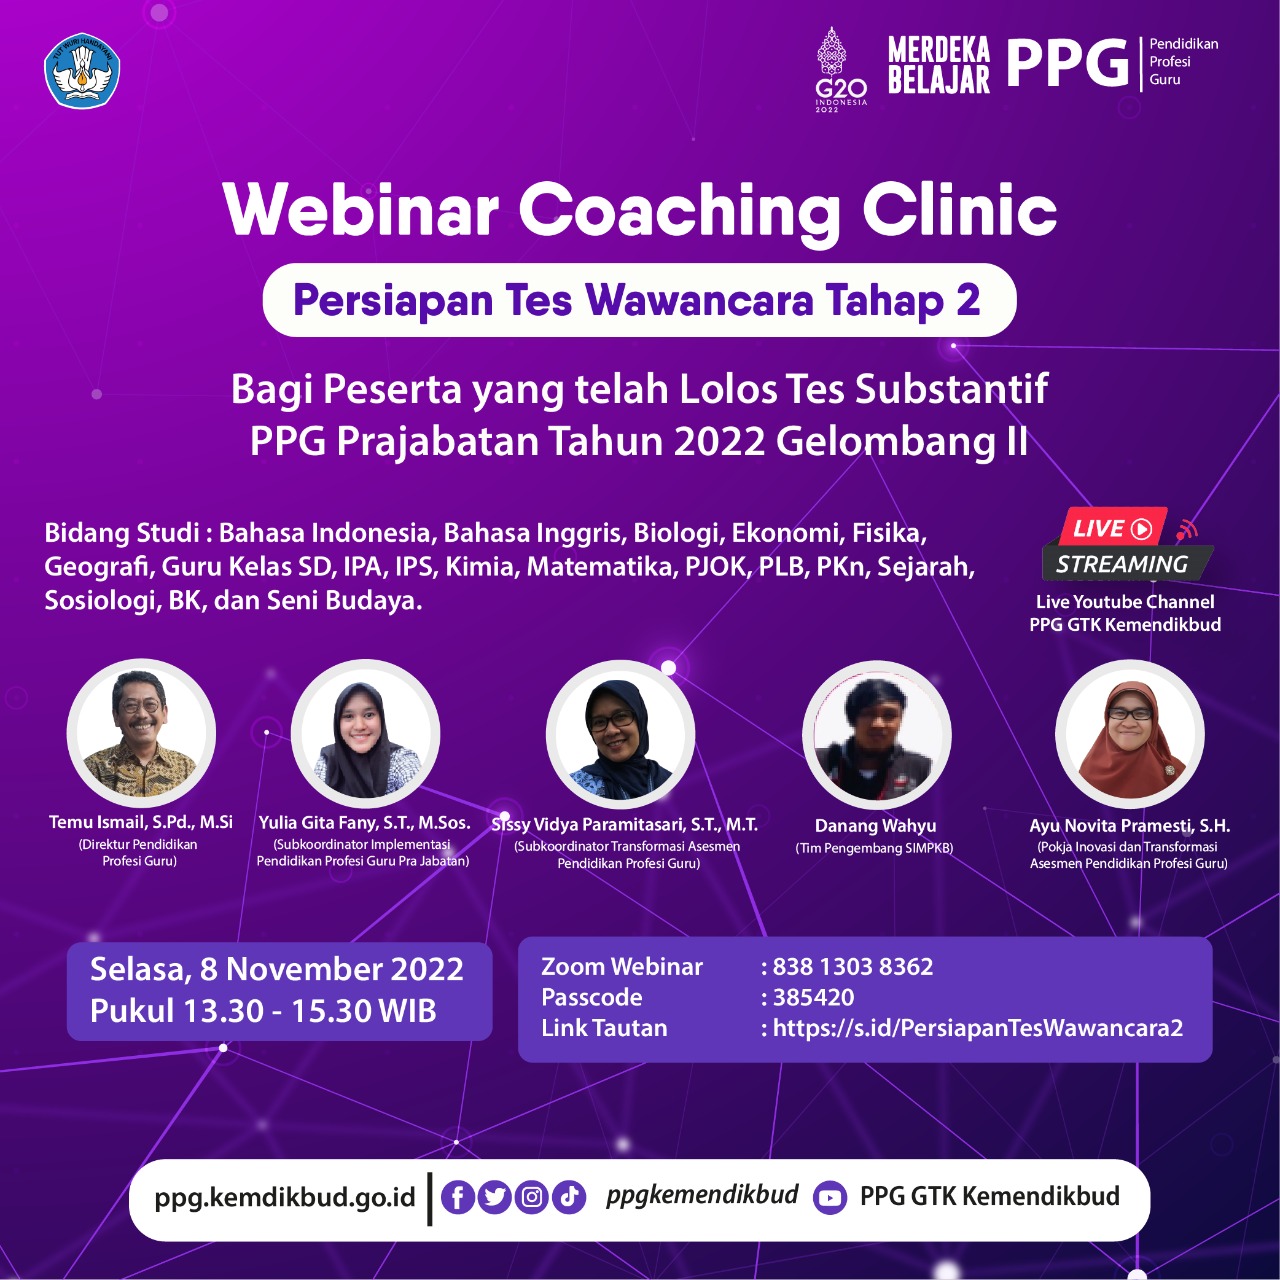 TUT WURI HANDAYANI
G20
INDONESIA
2022
MERDEKA
BELAJAR
PPG
Pendidikan
Profesi
Guru
Webinar Coaching Clinic
Persiapan Tes Wawancara Tahap 2
Bagi Peserta yang telah Lolos Tes Substantif
PPG Prajabatan Tahun 2022 Gelombang II
Bidang Studi : Bahasa Indonesia, Bahasa Inggris, Biologi, Ekonomi, Fisika,
Geografi, Guru Kelas SD, IPA, IPS, Kimia, Matematika, PJOK, PLB, PKn, Sejarah,
Sosiologi, BK, dan Seni Budaya.
LIVE
STREAMING
Live Youtube Channel
PPG GTK Kemendikbud
Temu Ismail, S.Pd., M.Si
(Direktur Pendidikan
Profesi Guru)
Yulia Gita Fany, S.T., M.Sos.
(Subkoordinator Implementasi
Pendidikan Profesi Guru Pra Jabatan)
Sissy Vidya Paramitasari, S.T., M.T.
(Subkoordinator Transformasi Asesmen
Pendidikan Profesi Guru)
Danang Wahyu
(Tim Pengembang SIMPKB)
Ayu Novita Pramesti, S.H.
(Pokja Inovasi dan Transformasi
Asesmen Pendidikan Profesi Guru)
Selasa, 8 November 2022
Pukul 13.30 - 15.30 WIB
Zoom Webinar : 838 1303 8362
Passcode : 385420
Link Tautan : https://s.id/PersiapanTesWawancara2
ppg.kemdikbud.go.id
ppgkemendikbud
PPG GTK Kemendikbud